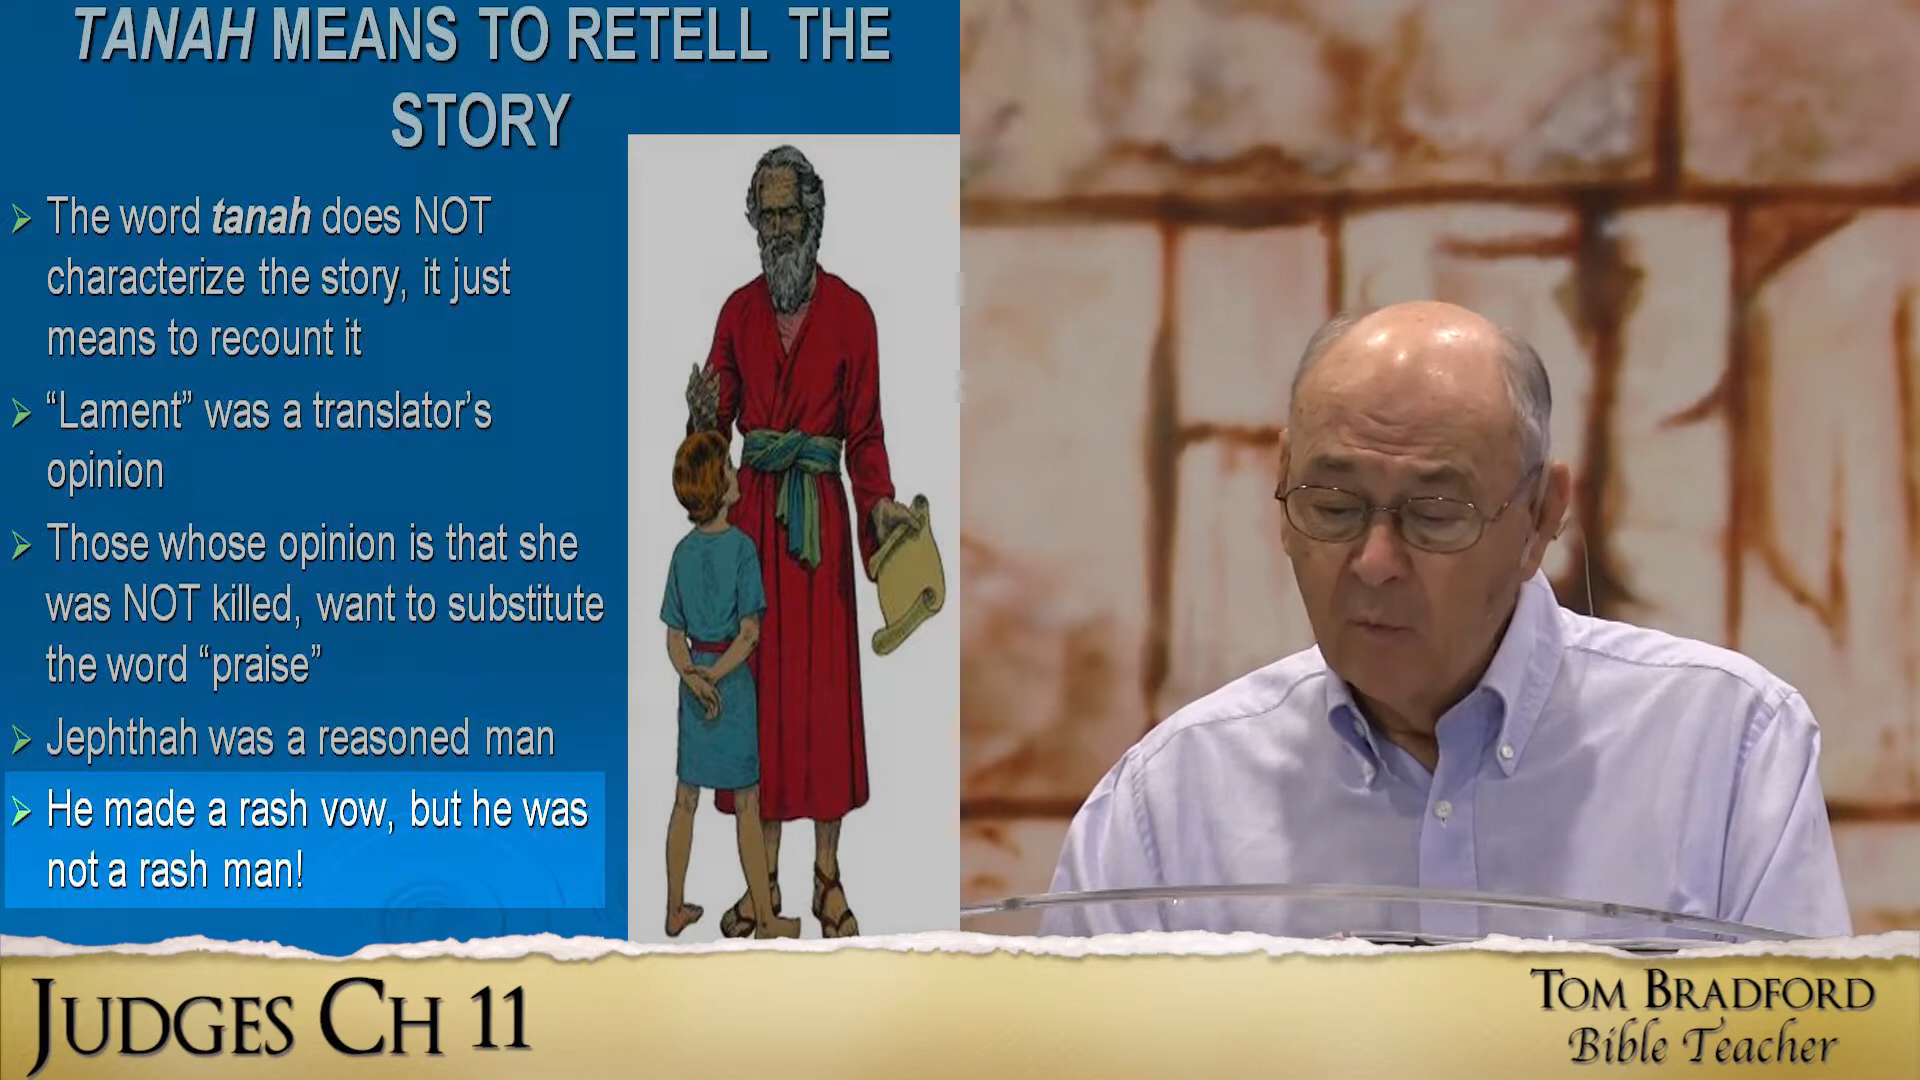 TANAH MEANS TO RETELL THE
STORY
The word tanah does NOT
characterize the story, it just
means to recount it
“Lament” was a translator’s
opinion
Those whose opinion is that she
was NOT killed, want to substitute
the word “praise”
Jephthah was a reasoned man
He made a rash vow, but he was
not a rash man!
JUDGES CH 11
TOM BRADFORD
Bible Teacher